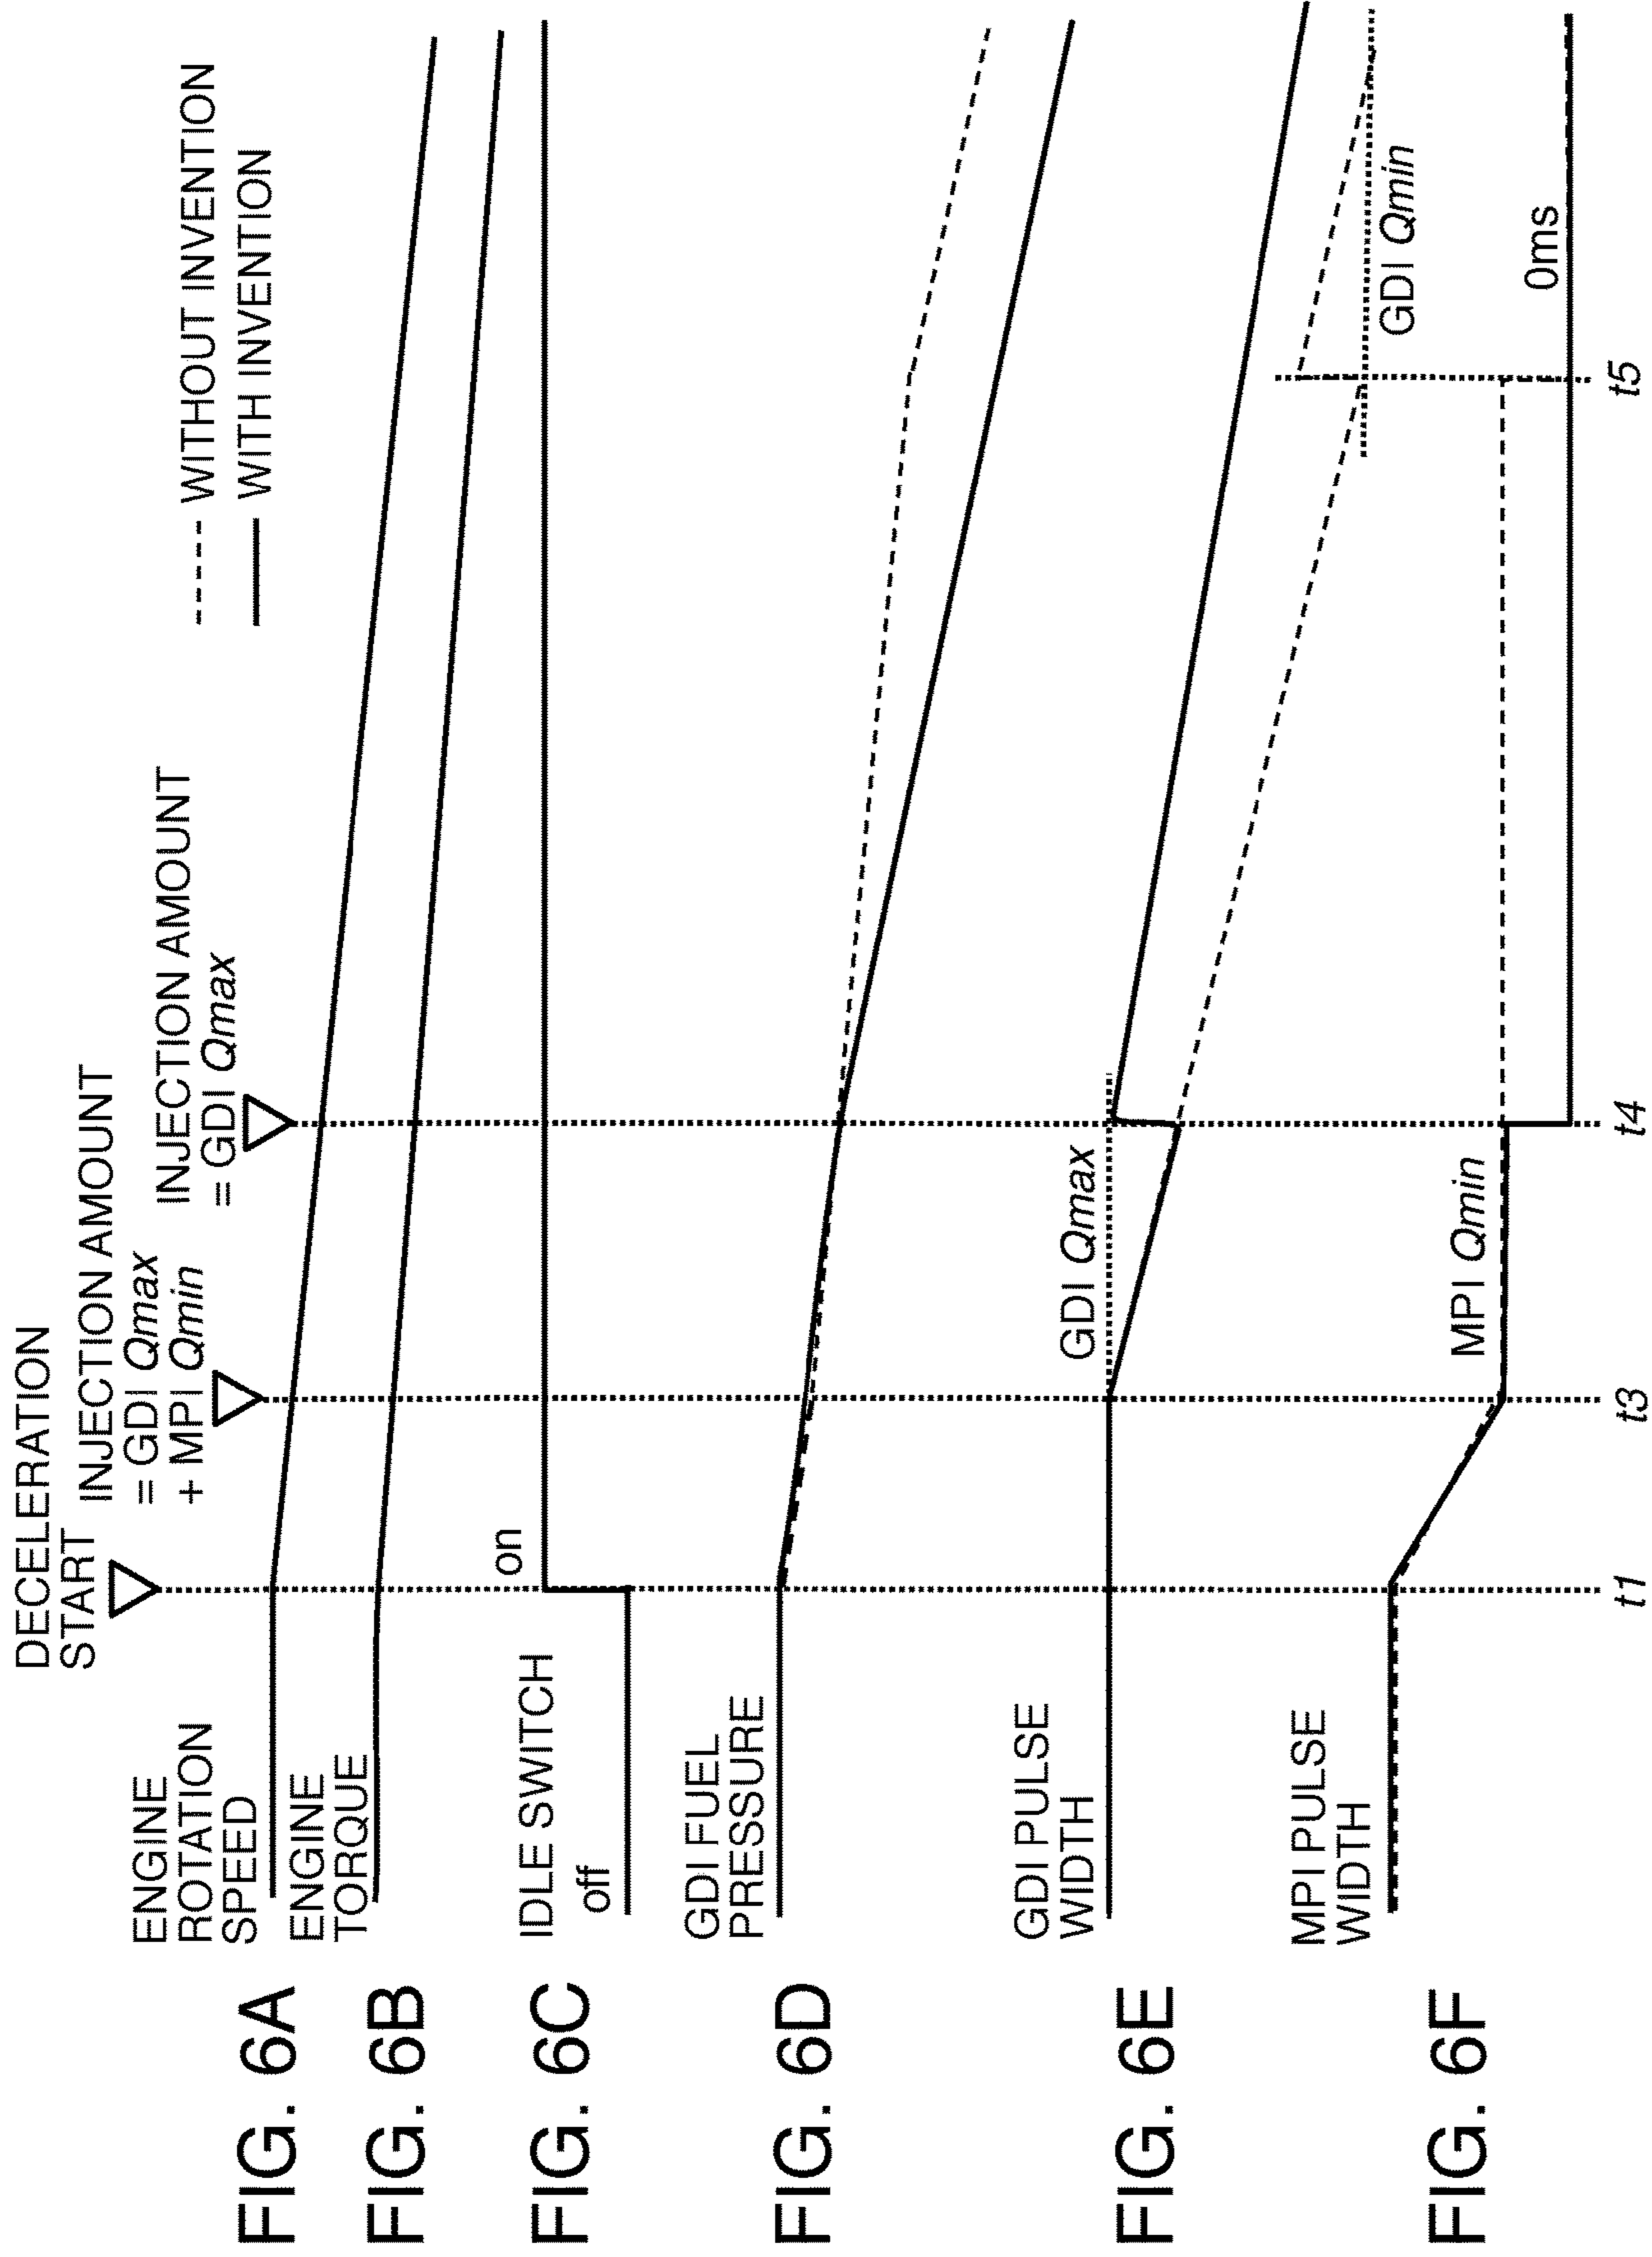 DECELERATION
START
INJECTION AMOUNT
= GDI Qmax
+ MPI Qmin
INJECTION AMOUNT
= GDI Qmax
WITHOUT INVENTION
WITH INVENTION
FIG. 6A
ENGINE
ROTATION
SPEED
FIG. 6B
ENGINE
TORQUE
FIG. 6C
IDLE SWITCH
off
on
FIG. 6D
GDI FUEL
PRESSURE
FIG. 6E
GDI PULSE
WIDTH
GDI Qmax
GDI Qmin
FIG. 6F
MPI PULSE
WIDTH
MPI Qmin
0ms
t1
t3
t4
t5